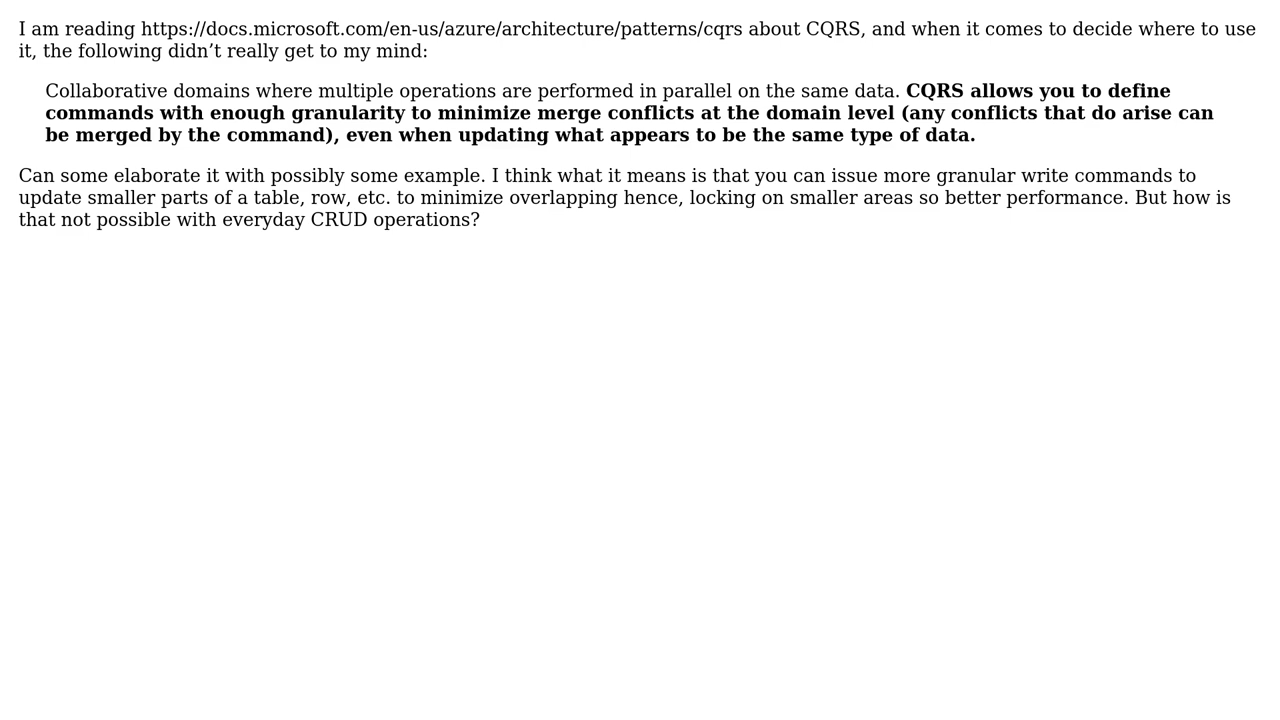 I am reading https://docs.microsoft.com/en-us/azure/architecture/patterns/cqrs about CQRS, and when it comes to decide where to use
it, the following didn’t really get to my mind:
Collaborative domains where multiple operations are performed in parallel on the same data. CQRS allows you to define
commands with enough granularity to minimize merge conflicts at the domain level (any conflicts that do arise can
be merged by the command), even when updating what appears to be the same type of data.
Can some elaborate it with possibly some example. I think what it means is that you can issue more granular write commands to
update smaller parts of a table, row, etc. to minimize overlapping hence, locking on smaller areas so better performance. But how is
that not possible with everyday CRUD operations?